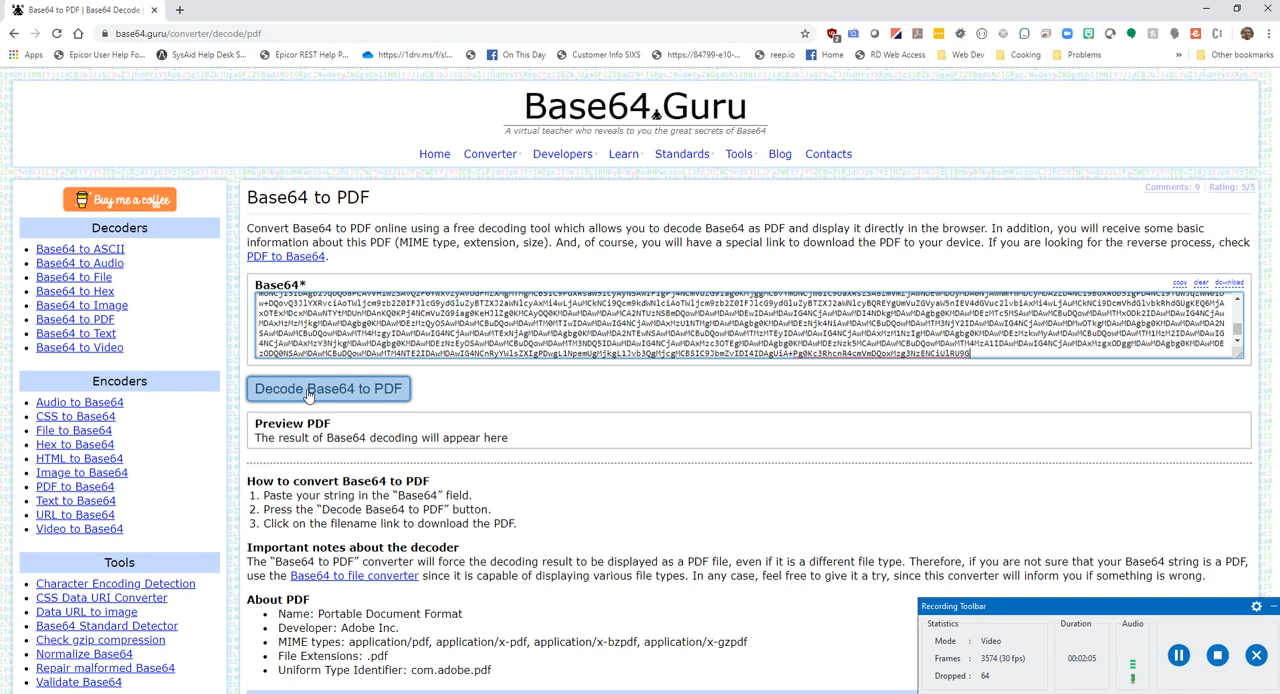 Base64 to PDF | Base64 Decode
base64.guru/converter/decode/pdf
Apps
Epicor User Help Fo...
SysAid Help Desk S...
Epicor REST Help P...
https://1drv.ms/f/s!...
On This Day
Customer Info SIXS
https://84799-e10-...
reep.io
Home
RD Web Access
Web Dev
Cooking
Problems
»
Other bookmarks
Base64 Guru
A virtual teacher who reveals to you the great secrets of Base64
Home Converter Developers Learn Standards Tools Blog Contacts
Buy me a coffee
Decoders
Base64 to ASCII
Base64 to Audio
Base64 to File
Base64 to Hex
Base64 to Image
Base64 to PDF
Base64 to Text
Base64 to Video
Encoders
Audio to Base64
CSS to Base64
File to Base64
Hex to Base64
HTML to Base64
Image to Base64
PDF to Base64
Text to Base64
URL to Base64
Video to Base64
Tools
Character Encoding Detection
CSS Data URI Converter
Data URL to image
Base64 Standard Detector
Check gzip compression
Normalize Base64
Repair malformed Base64
Validate Base64
Base64 to PDF
Comments: 9 | Rating: 5/5
Convert Base64 to PDF online using a free decoding tool which allows you to decode Base64 as PDF and display it directly in the browser. In addition, you will receive some basic
information about this PDF (MIME type, extension, size). And, of course, you will have a special link to download the PDF to your device. If you are looking for the reverse process, check
PDF to Base64.
Base64*
copy clear download
Decode Base64 to PDF
Preview PDF
The result of Base64 decoding will appear here
How to convert Base64 to PDF
1. Paste your string in the “Base64” field.
2. Press the “Decode Base64 to PDF” button.
3. Click on the filename link to download the PDF.
Important notes about the decoder
The “Base64 to PDF” converter will force the decoding result to be displayed as a PDF file, even if it is a different file type. Therefore, if you are not sure that your Base64 string is a PDF,
use the Base64 to file converter since it is capable of displaying various file types. In any case, feel free to give it a try, since this converter will inform you if something is wrong.
About PDF
Name: Portable Document Format
Developer: Adobe Inc.
MIME types: application/pdf, application/x-pdf, application/x-bzpdf, application/x-gzpdf
File Extensions: .pdf
Uniform Type Identifier: com.adobe.pdf
Recording Toolbar
Statistics
Mode : Video
Frames : 3574 (30 fps)
Dropped : 64
Duration
00:02:05
Audio